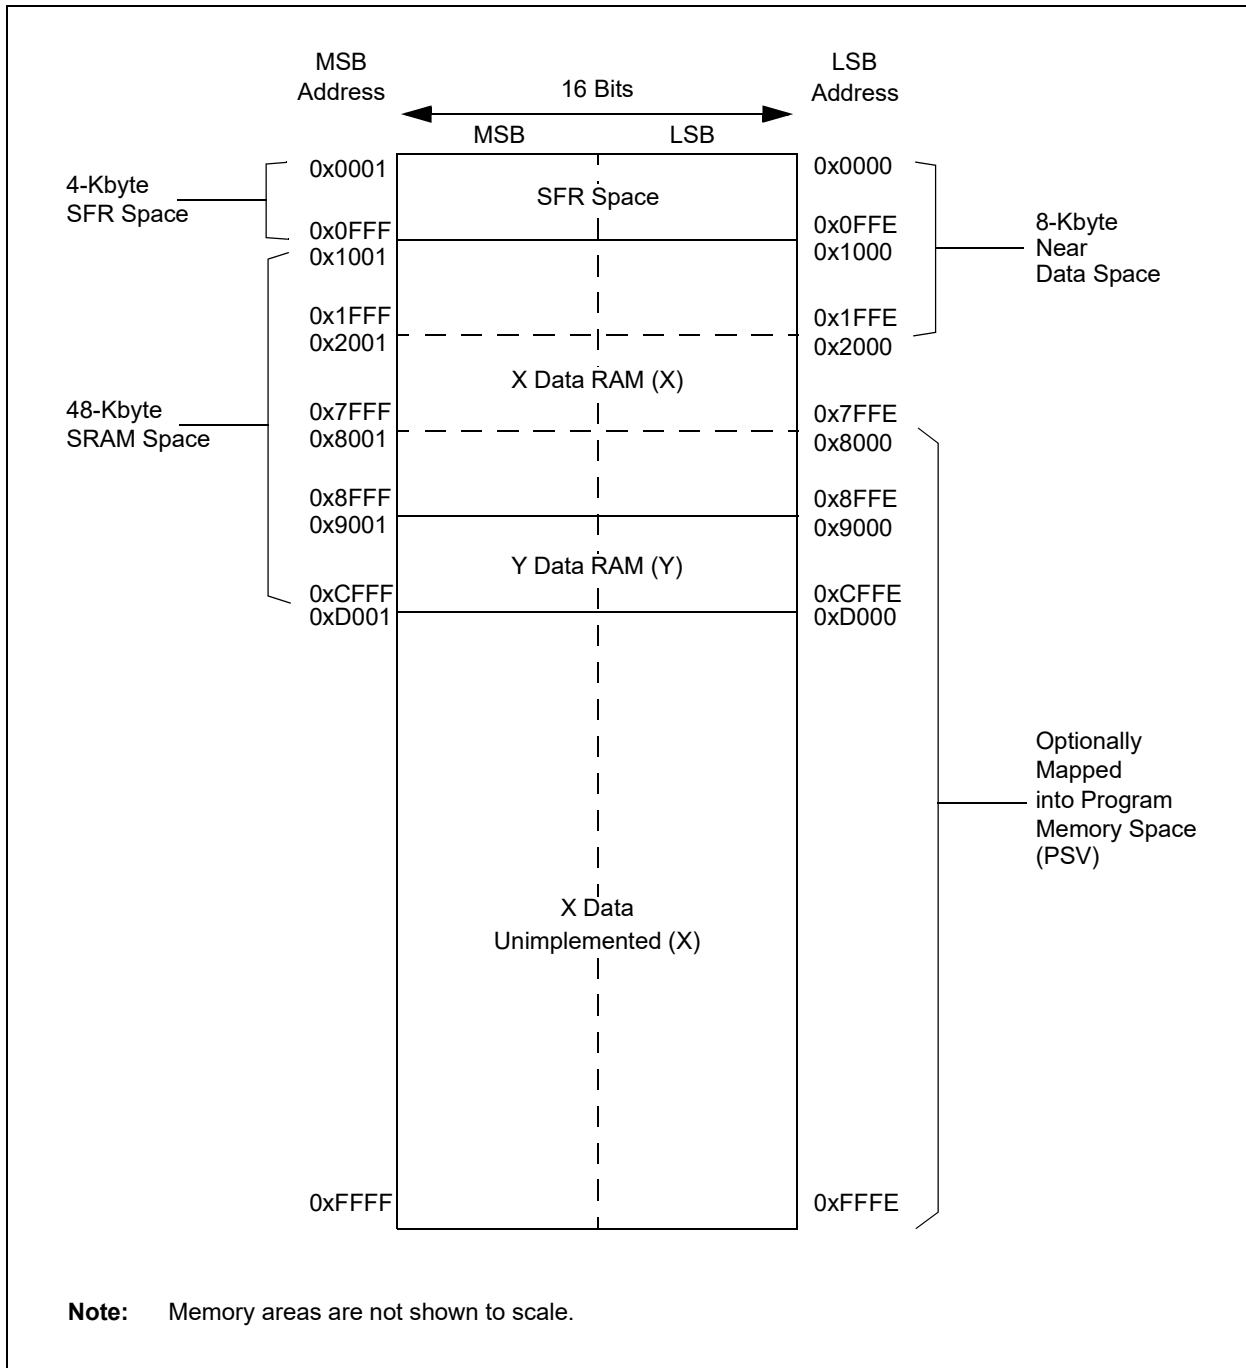 MSB
Address
LSB
Address
16 Bits
MSB
LSB
0x0001
0x0000
4-Kbyte
SFR Space
SFR Space
0x0FFF
0x0FFE
0x1001
0x1000
8-Kbyte
Near
Data Space
0x1FFF
0x1FFE
0x2001
0x2000
X Data RAM (X)
48-Kbyte
SRAM Space
0x7FFF
0x7FFE
0x8001
0x8000
0x8FFF
0x8FFE
0x9001
0x9000
Y Data RAM (Y)
0xCFFF
0xCFFE
0xD001
0xD000
Optionally
Mapped
into Program
Memory Space
(PSV)
X Data
Unimplemented (X)
0xFFFF
0xFFFE
Note: Memory areas are not shown to scale.